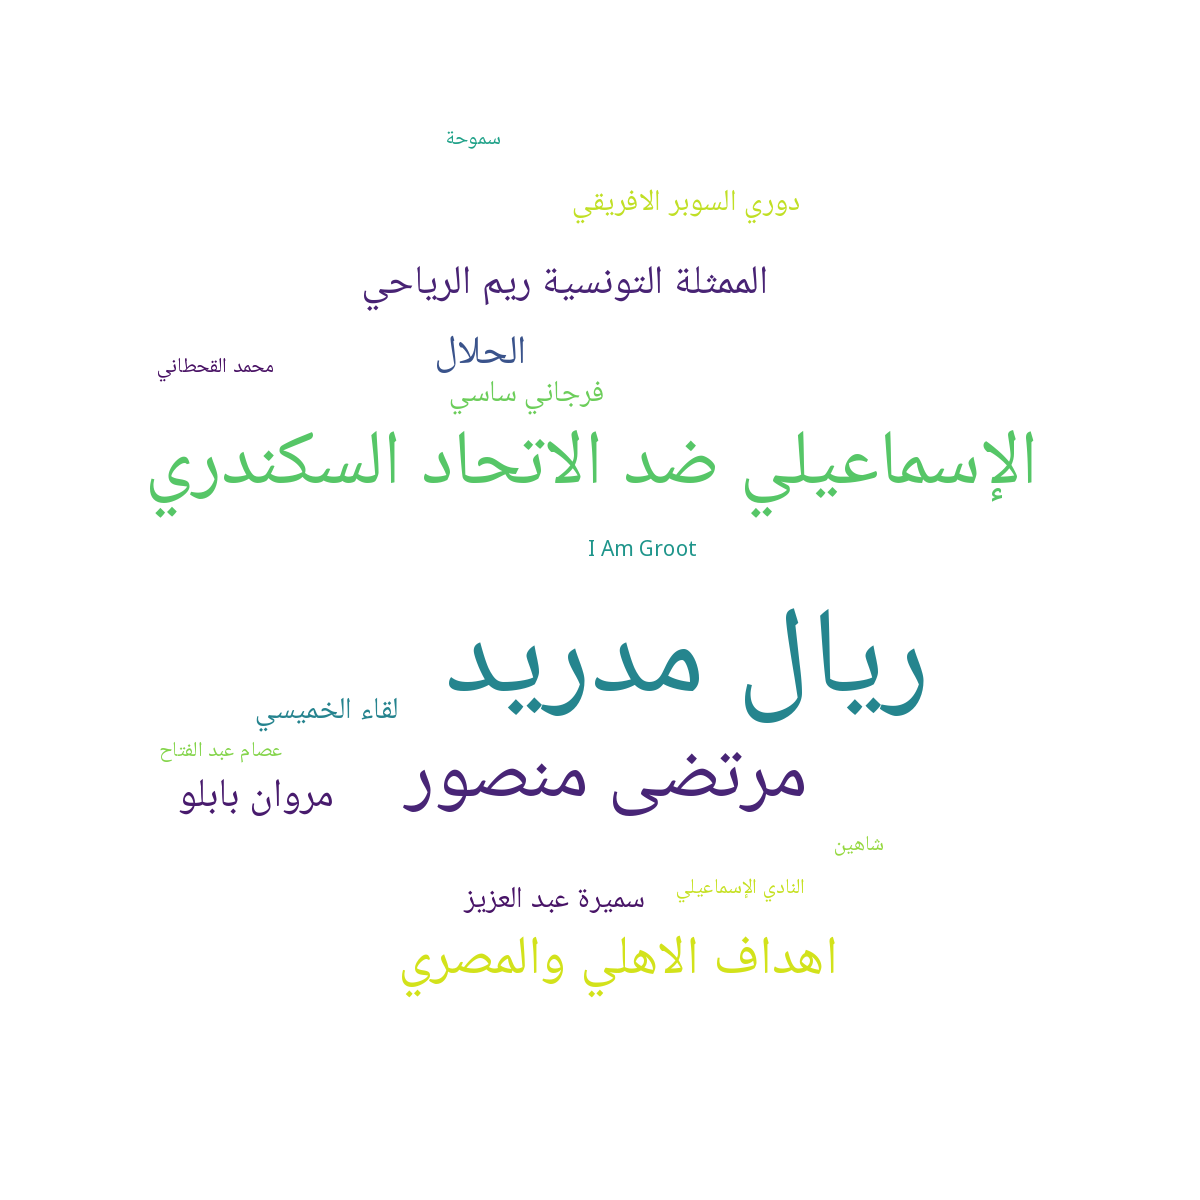 سموحة
دوري السوبر الافريقي
الممثلة التونسية ريم الرياحي
الحلال
محمد القحطاني
فرجاني ساسي
الإسماعيلي ضد الاتحاد السكندري
I Am Groot
ريال مدريد
لقاء الخميسي
عصام عبد الفتاح
مرتضى منصور
مروان بابلو
شاهين
النادي الإسماعيلي
سميرة عبد العزيز
اهداف الاهلي والمصري